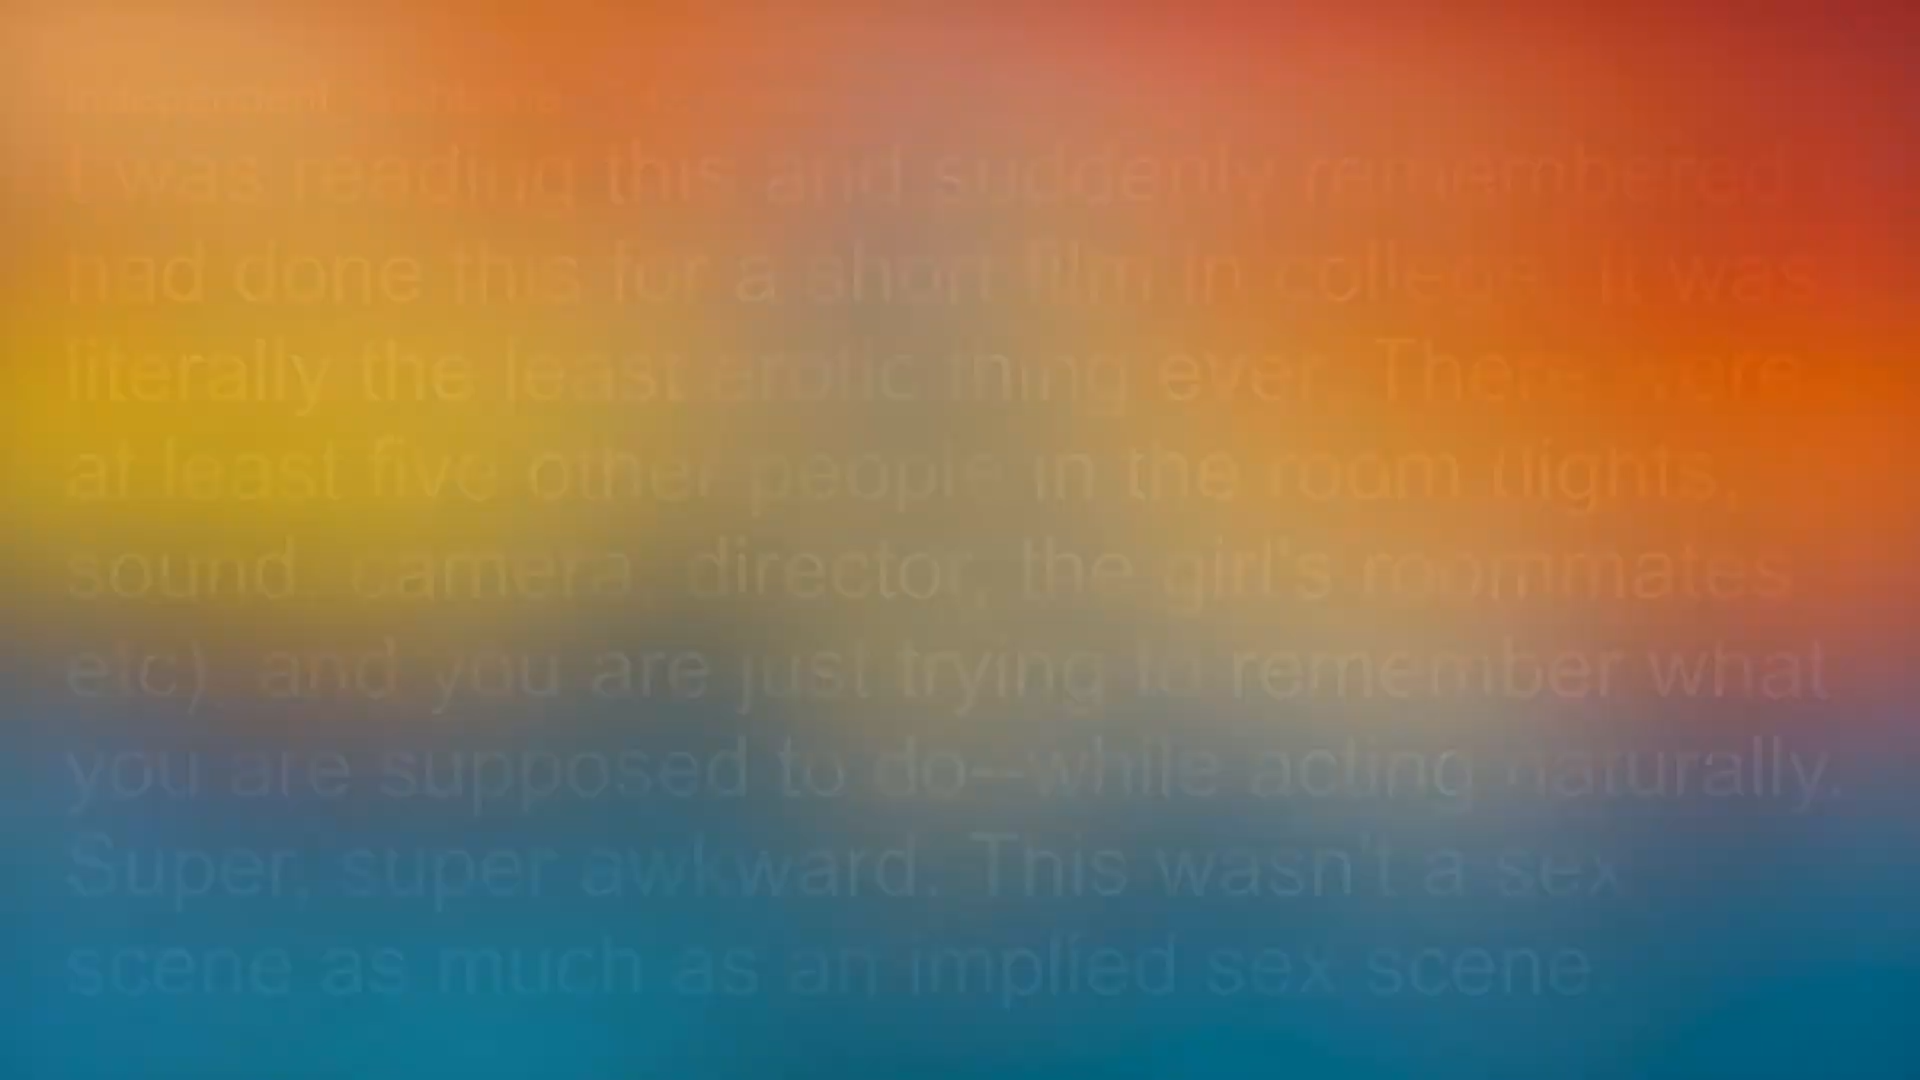 I was reading this and suddenly remembered I
had done this for a short film in college. It was
literally the least erotic thing ever. There were
at least five other people in the room (lights,
sound, camera, director, the girl's roommates
etc), and you are just trying to remember what
you are supposed to do–while acting naturally.
Super, super awkward. This wasn't a sex
scene as much as an implied sex scene.